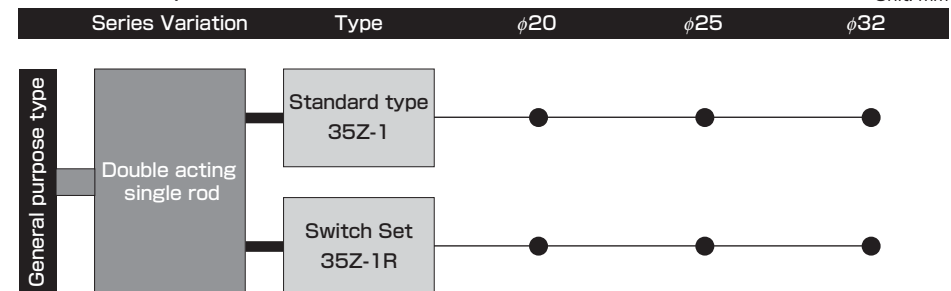 Series Variation Type φ20 φ25 φ32
General purpose type
Double acting
single rod
Standard type
35Z-1
Switch Set
35Z-1R